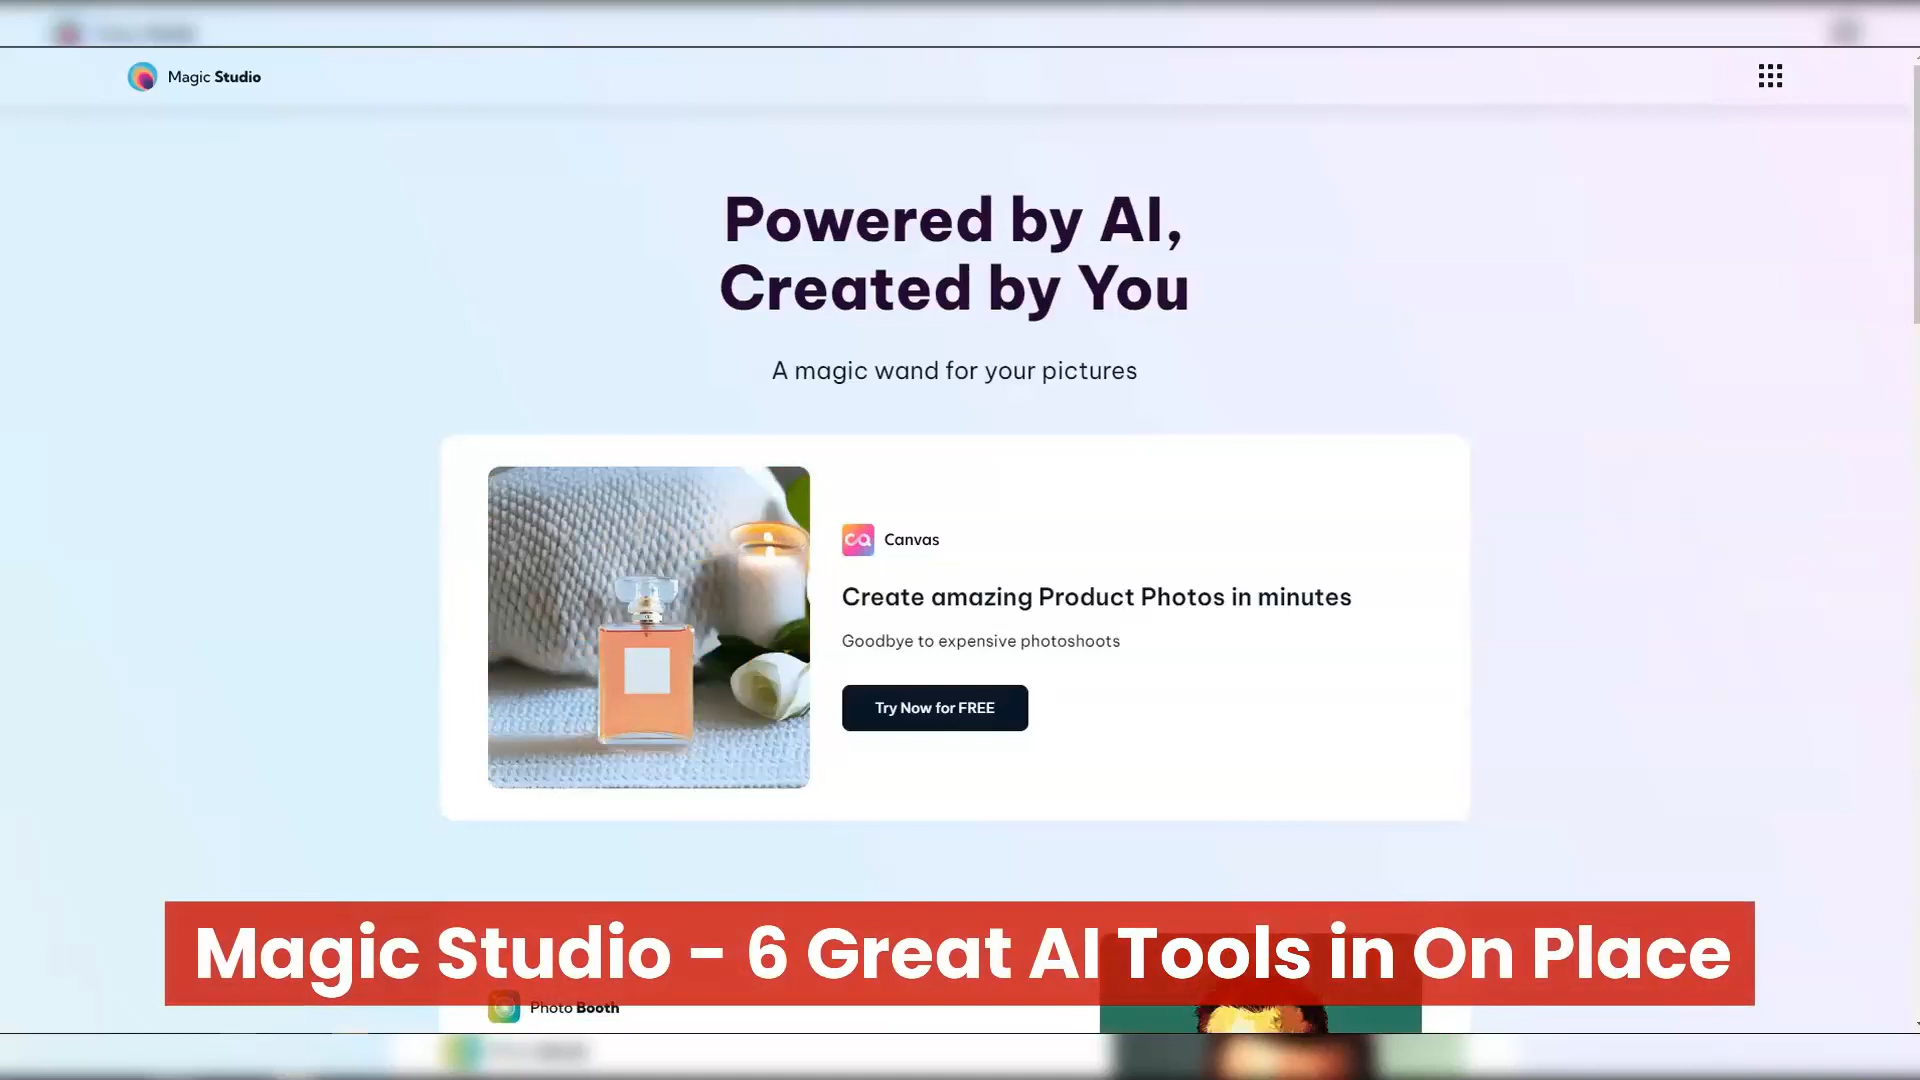 Magic Studio
Powered by AI,
Created by You
A magic wand for your pictures
Canvas
Create amazing Product Photos in minutes
Goodbye to expensive photoshoots
Try Now for FREE
Magic Studio - 6 Great AI Tools in On Place
Photo Booth